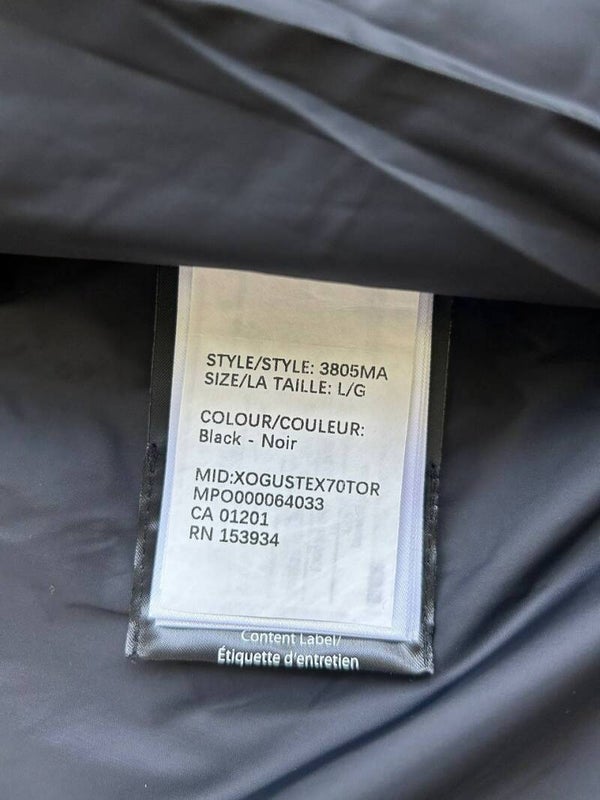 STYLE/STYLE: 3805MA
SIZE/LA TAILLE: L/G
COLOUR/COULEUR:
Black - Noir
MID:XOGUSTEX70TOR
MPO000064033
CA 01201
RN 153934
Content Label/
Étiquette d'entretien